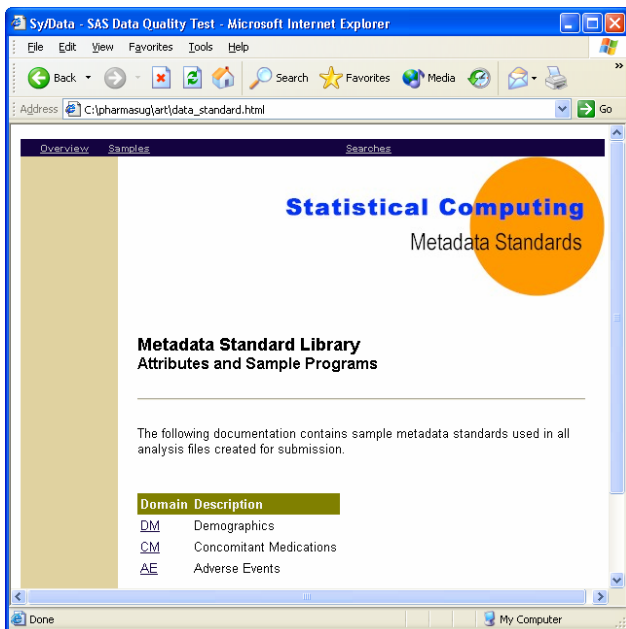 Sy/Data - SAS Data Quality Test - Microsoft Internet Explorer
File Edit View Favorites Tools Help
Back Search Favorites Media
Address C:\pharmasug\art\data_standard.html Go
Overview Samples Searches
Statistical Computing
Metadata Standards
Metadata Standard Library
Attributes and Sample Programs
The following documentation contains sample metadata standards used in all
analysis files created for submission.
Domain Description
DM Demographics
CM Concomitant Medications
AE Adverse Events
Done My Computer